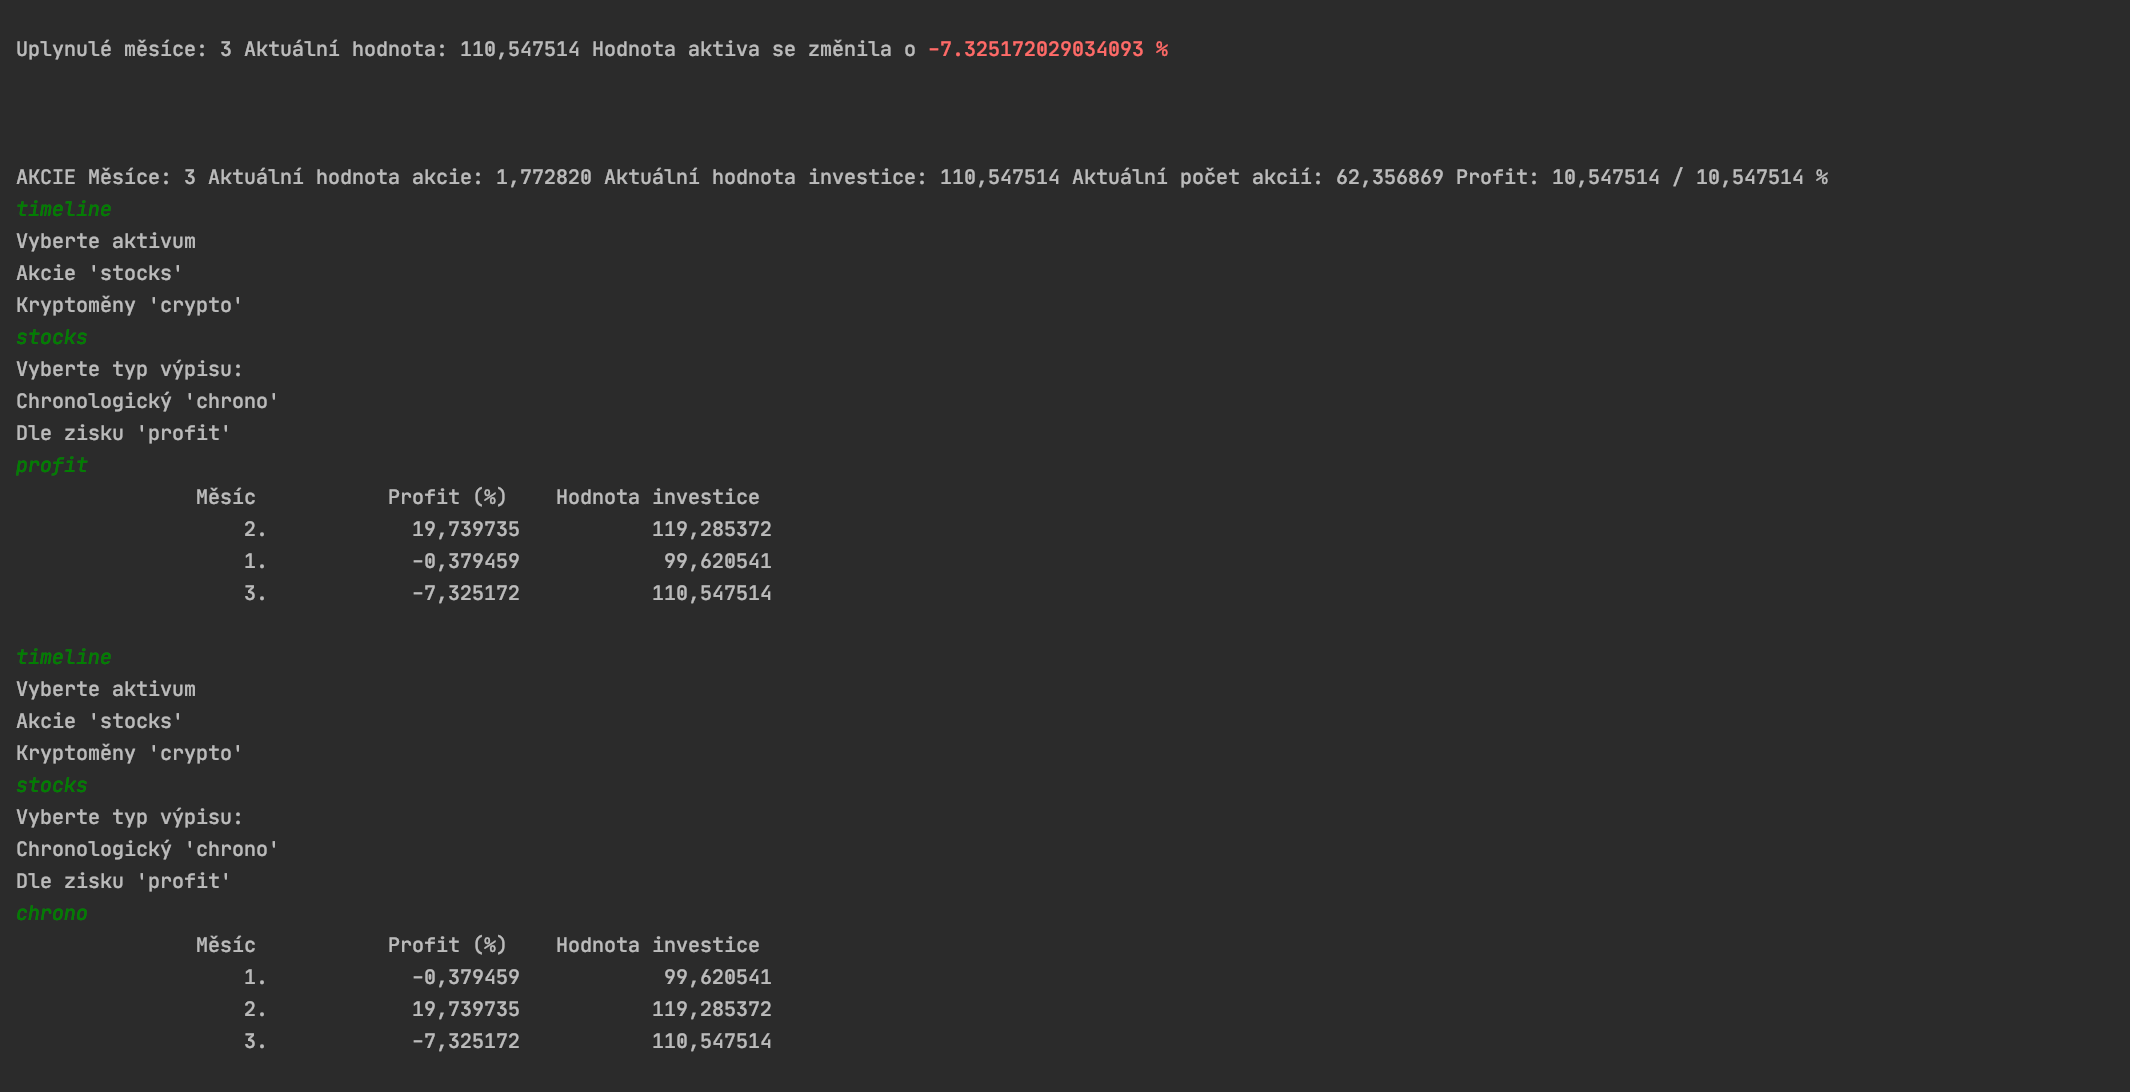 Uplynulé měsíce: 3 Aktuální hodnota: 110,547514 Hodnota aktiva se změnila o -7.325172029034093 %
AKCIE Měsíce: 3 Aktuální hodnota akcie: 1,772820 Aktuální hodnota investice: 110,547514 Aktuální počet akcií: 62,356869 Profit: 10,547514 / 10,547514 %
timeline
Vyberte aktivum
Akcie 'stocks'
Kryptoměny 'crypto'
stocks
Vyberte typ výpisu:
Chronologický 'chrono'
Dle zisku 'profit'
profit
Měsíc Profit (%) Hodnota investice
2. 19,739735 119,285372
1. -0,379459 99,620541
3. -7,325172 110,547514
timeline
Vyberte aktivum
Akcie 'stocks'
Kryptoměny 'crypto'
stocks
Vyberte typ výpisu:
Chronologický 'chrono'
Dle zisku 'profit'
chrono
Měsíc Profit (%) Hodnota investice
1. -0,379459 99,620541
2. 19,739735 119,285372
3. -7,325172 110,547514